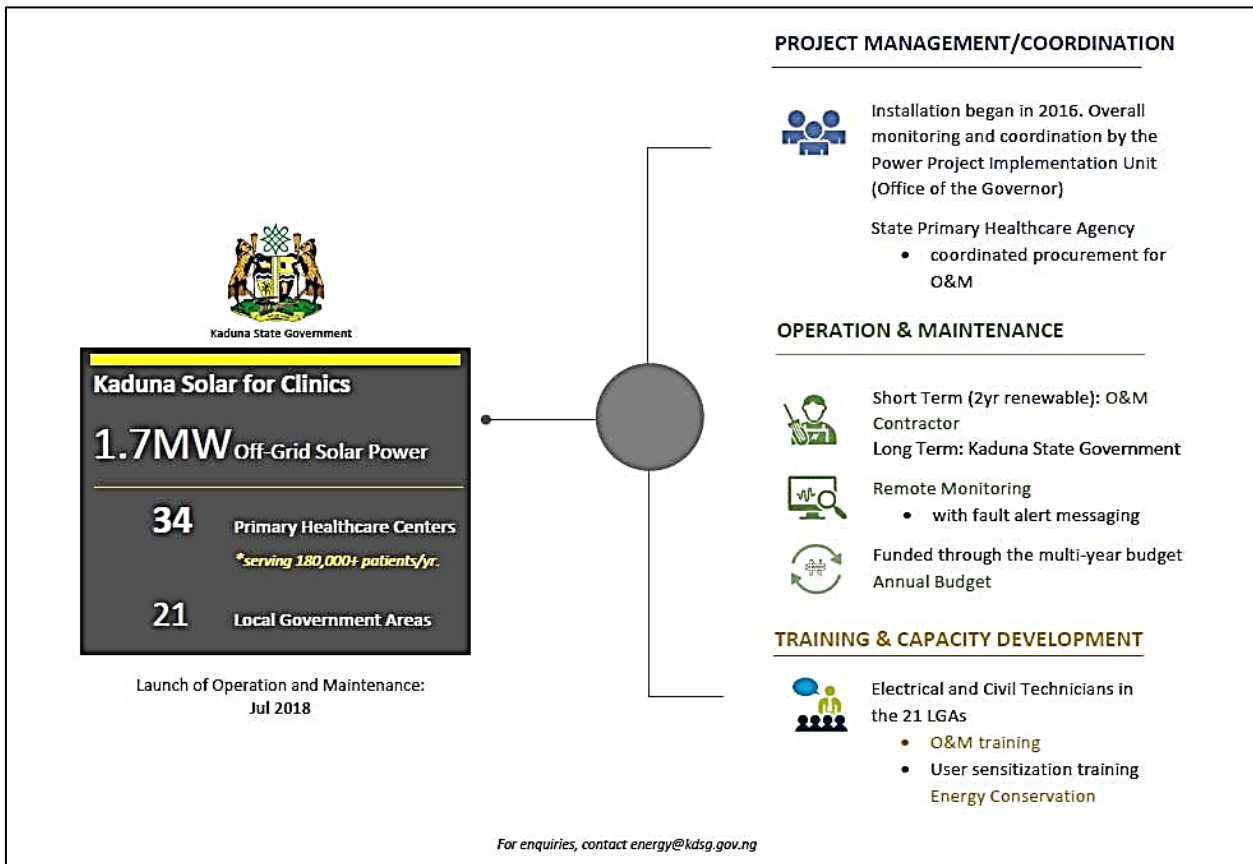 Kaduna State Government
Kaduna Solar for Clinics
1.7MW Off-Grid Solar Power
34 Primary Healthcare Centers
*serving 180,000+ patients/yr.
21 Local Government Areas
Launch of Operation and Maintenance:
Jul 2018
PROJECT MANAGEMENT/COORDINATION
Installation began in 2016. Overall
monitoring and coordination by the
Power Project Implementation Unit
(Office of the Governor)
State Primary Healthcare Agency
• coordinated procurement for
O&M
OPERATION & MAINTENANCE
Short Term (2yr renewable): O&M
Contractor
Long Term: Kaduna State Government
Remote Monitoring
• with fault alert messaging
Funded through the multi-year budget
Annual Budget
TRAINING & CAPACITY DEVELOPMENT
Electrical and Civil Technicians in
the 21 LGAs
• O&M training
• User sensitization training
Energy Conservation
For enquiries, contact energy@kdsg.gov.ng